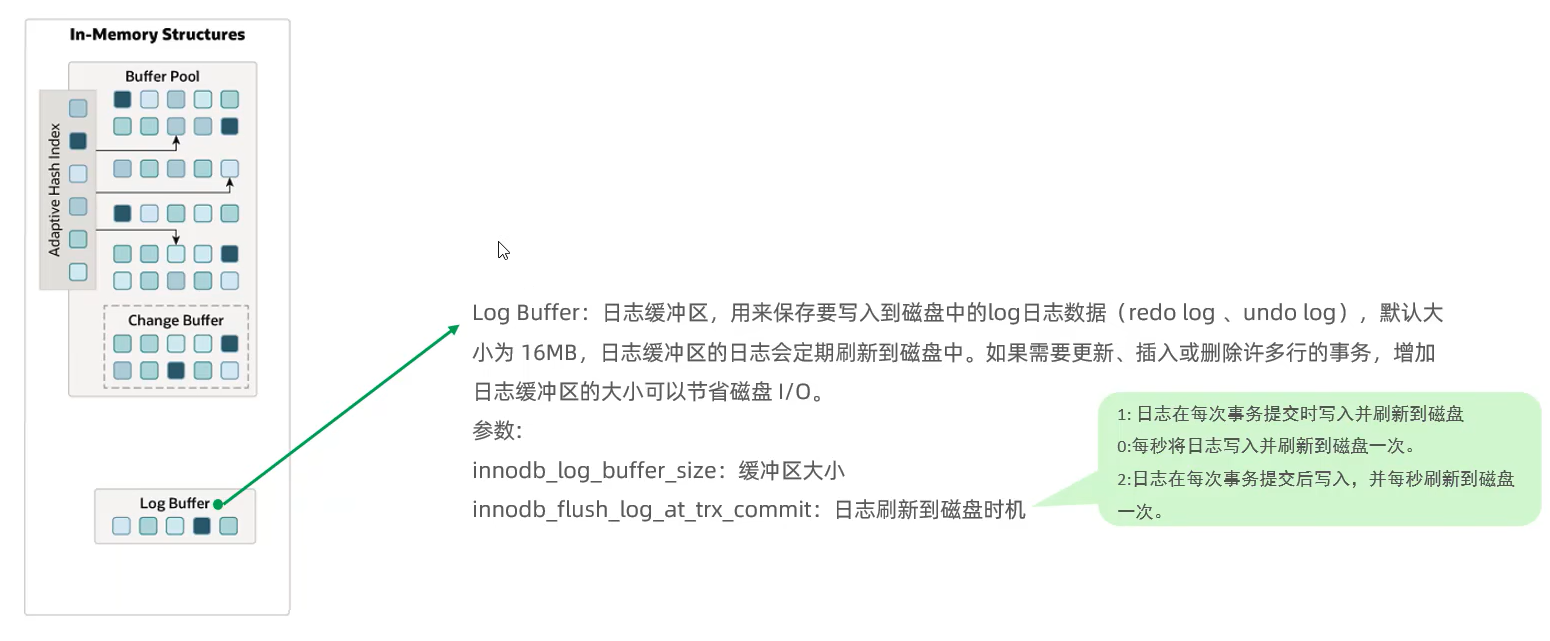 In-Memory Structures
Buffer Pool
Adaptive Hash Index
Change Buffer
Log Buffer
Log Buffer：日志缓冲区，用来保存要写入到磁盘中的log日志数据（redo log 、undo log），默认大
小为 16MB，日志缓冲区的日志会定期刷新到磁盘中。如果需要更新、插入或删除许多行的事务，增加
日志缓冲区的大小可以节省磁盘 I/O。
参数：
innodb_log_buffer_size：缓冲区大小
innodb_flush_log_at_trx_commit：日志刷新到磁盘时机
1: 日志在每次事务提交时写入并刷新到磁盘
0:每秒将日志写入并刷新到磁盘一次。
2:日志在每次事务提交后写入，并每秒刷新到磁盘
一次。